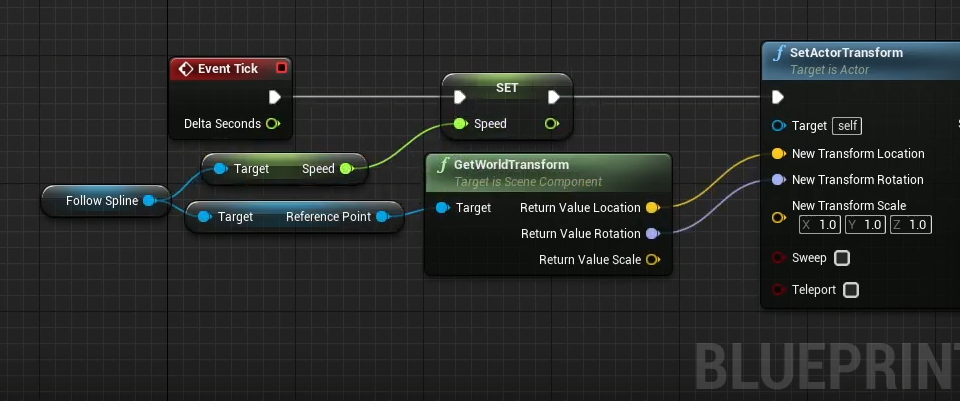 Event Tick
Delta Seconds
SET
Speed
Target Speed
Follow Spline
Target Reference Point
GetWorldTransform
Target is Scene Component
Target Return Value Location
Return Value Rotation
Return Value Scale
SetActorTransform
Target is Actor
Target self
New Transform Location
New Transform Rotation
New Transform Scale
X 1.0 Y 1.0 Z 1.0
Sweep
Teleport
BLUEPRIN